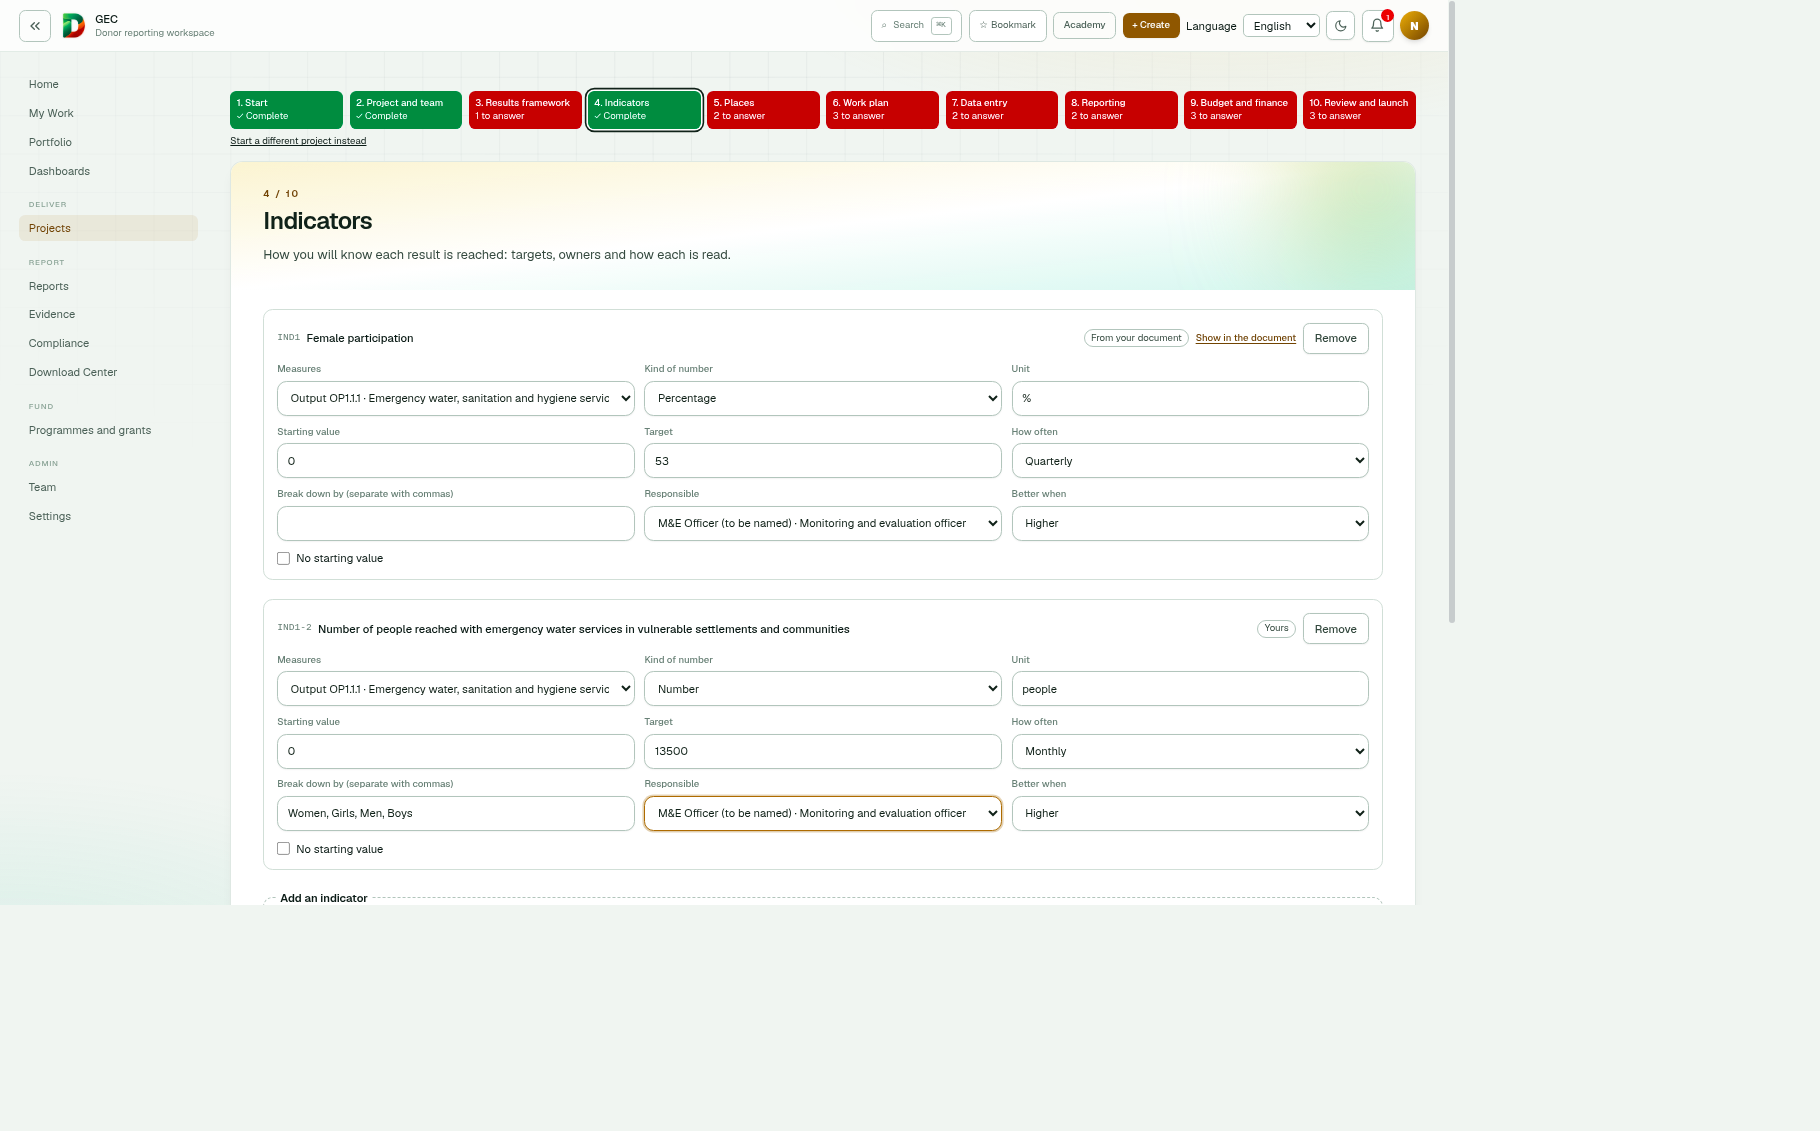 GEC
Donor reporting workspace
Search ⌘K
☆ Bookmark
Academy
+ Create
Language
English
1
N
Home
My Work
Portfolio
Dashboards
DELIVER
Projects
REPORT
Reports
Evidence
Compliance
Download Center
FUND
Programmes and grants
ADMIN
Team
Settings
1. Start
✓ Complete
2. Project and team
✓ Complete
3. Results framework
1 to answer
4. Indicators
✓ Complete
5. Places
2 to answer
6. Work plan
3 to answer
7. Data entry
2 to answer
8. Reporting
2 to answer
9. Budget and finance
3 to answer
10. Review and launch
3 to answer
Start a different project instead
4 / 10
Indicators
How you will know each result is reached: targets, owners and how each is read.
IND1 Female participation
From your document
Show in the document
Remove
Measures
Kind of number
Unit
Output OP1.1.1 · Emergency water, sanitation and hygiene servic
Percentage
%
Starting value
Target
How often
0
53
Quarterly
Break down by (separate with commas)
Responsible
Better when
M&E Officer (to be named) · Monitoring and evaluation officer
Higher
No starting value
IND1-2 Number of people reached with emergency water services in vulnerable settlements and communities
Yours
Remove
Measures
Kind of number
Unit
Output OP1.1.1 · Emergency water, sanitation and hygiene servic
Number
people
Starting value
Target
How often
0
13500
Monthly
Break down by (separate with commas)
Responsible
Better when
Women, Girls, Men, Boys
M&E Officer (to be named) · Monitoring and evaluation officer
Higher
No starting value
Add an indicator